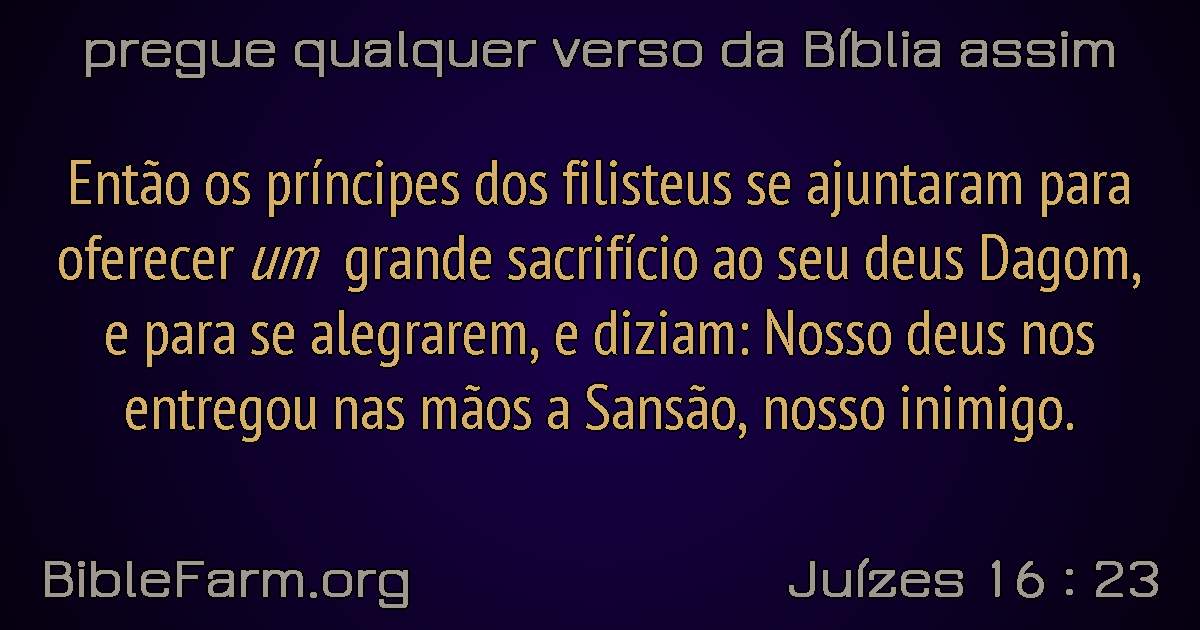 pregue qualquer verso da Bíblia assim
Então os príncipes dos filisteus se ajuntaram para
oferecer um grande sacrifício ao seu deus Dagom,
e para se alegrarem, e diziam: Nosso deus nos
entregou nas mãos a Sansão, nosso inimigo.
BibleFarm.org
Juízes 16 : 23